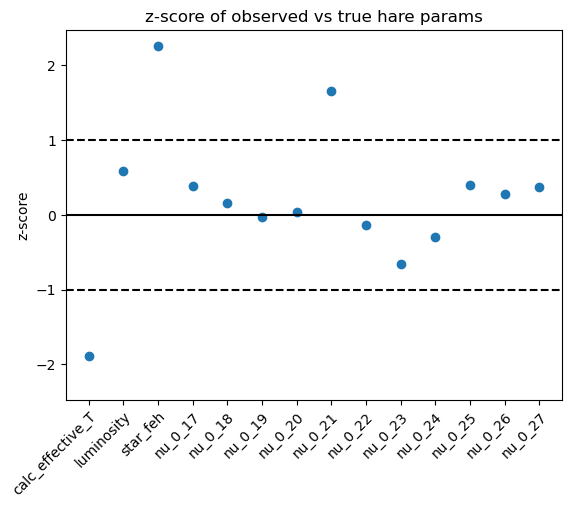 z-score of observed vs true hare params
z-score
2
1
0
−1
−2
calc_effective_T
luminosity
star_feh
nu_0_17
nu_0_18
nu_0_19
nu_0_20
nu_0_21
nu_0_22
nu_0_23
nu_0_24
nu_0_25
nu_0_26
nu_0_27